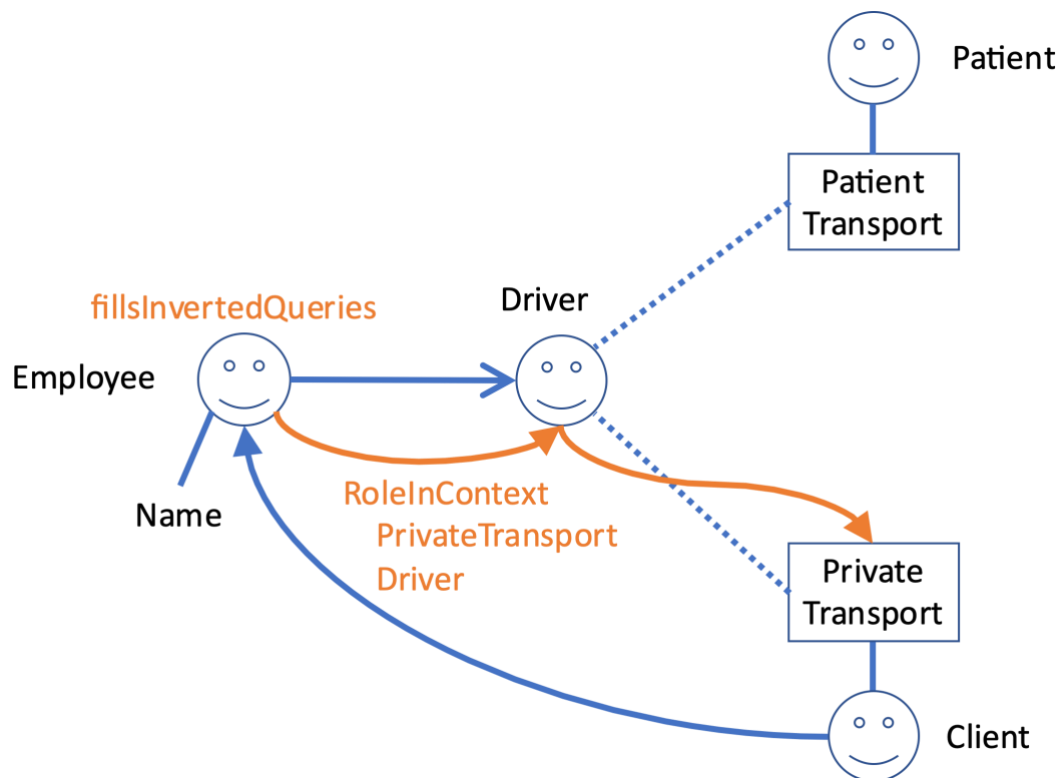 Patient
Patient
Transport
Driver
fillsInvertedQueries
Employee
Name
RoleInContext
PrivateTransport
Driver
Private
Transport
Client